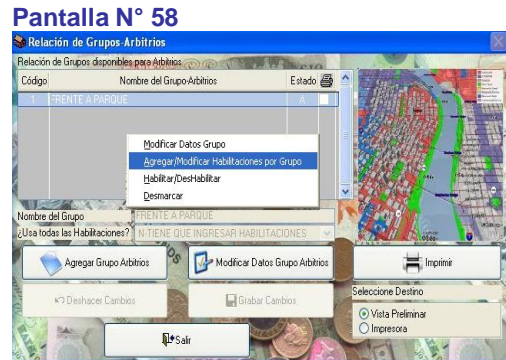 Pantalla N° 58
Relación de Grupos-Arbitrios
Relación de Grupos disponibles para Arbitrios
Código Nombre del Grupo-Arbitrios Estado
1 FRENTE A PARQUE A
Modificar Datos Grupo
Agregar/Modificar Habilitaciones por Grupo
Habilitar/DesHabilitar
Desmarcar
Nombre del Grupo FRENTE A PARQUE
¿Usa todas las Habilitaciones? N-TIENE QUE INGRESAR HABILITACIONES
Agregar Grupo Arbitrios Modificar Datos Grupo Arbitrios Imprimir
Deshacer Cambios Grabar Cambios Seleccione Destino
Vista Preliminar
Salir Impresora